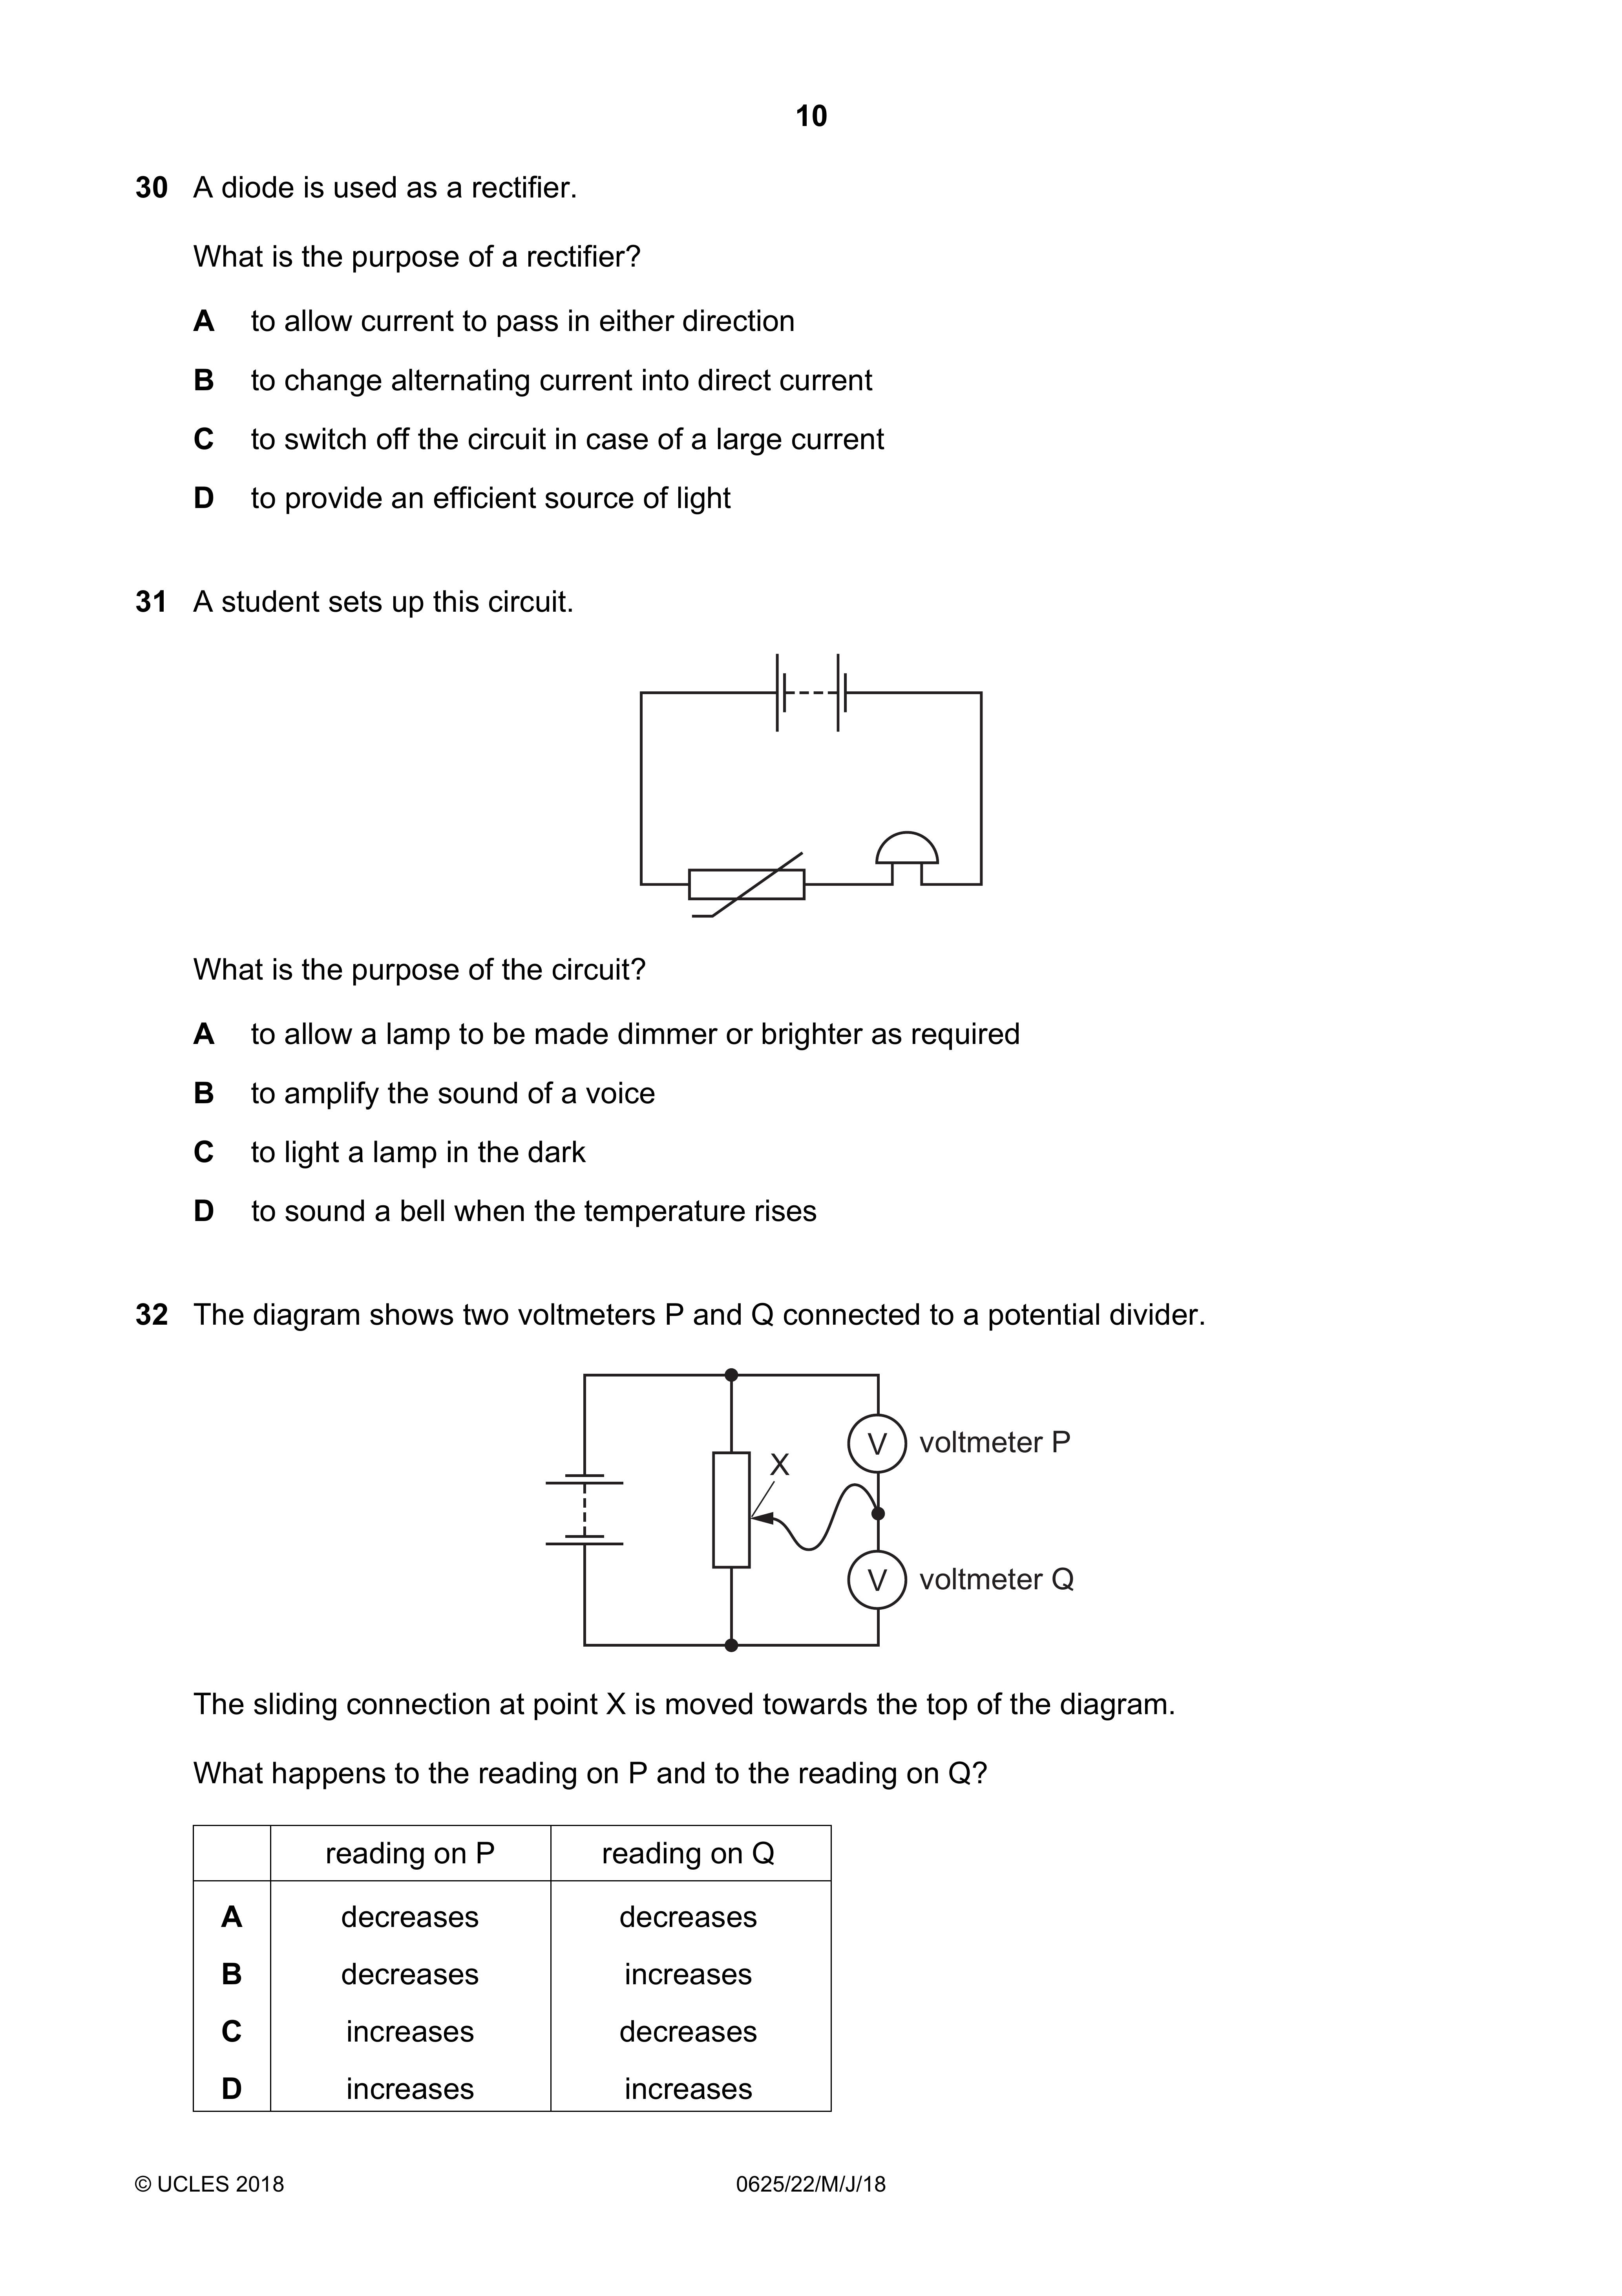 10
30 A diode is used as a rectifier.
What is the purpose of a rectifier?
A to allow current to pass in either direction
B to change alternating current into direct current
C to switch off the circuit in case of a large current
D to provide an efficient source of light
31 A student sets up this circuit.
What is the purpose of the circuit?
A to allow a lamp to be made dimmer or brighter as required
B to amplify the sound of a voice
C to light a lamp in the dark
D to sound a bell when the temperature rises
32 The diagram shows two voltmeters P and Q connected to a potential divider.
V voltmeter P
X
V voltmeter Q
The sliding connection at point X is moved towards the top of the diagram.
What happens to the reading on P and to the reading on Q?
reading on P reading on Q
A decreases decreases
B decreases increases
C increases decreases
D increases increases
© UCLES 2018 0625/22/M/J/18